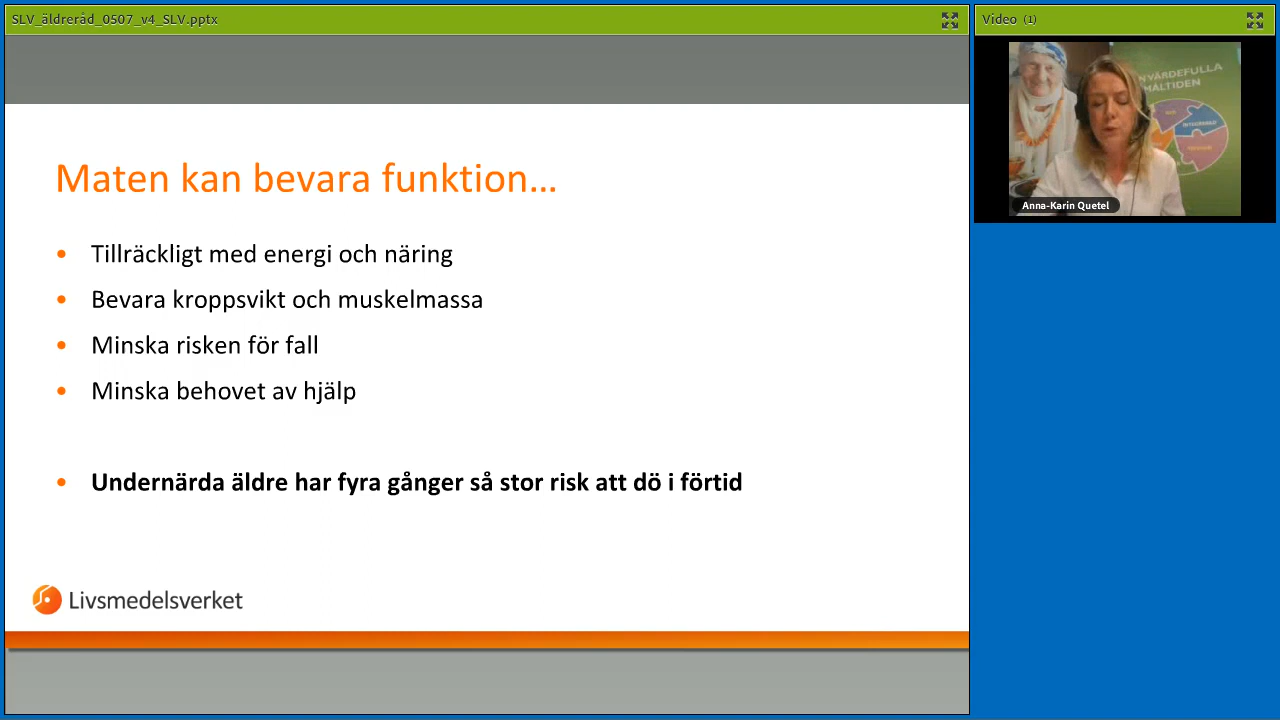 SLV_äldreråd_0507_v4_SLV.pptx
Video (1)
Anna-Karin Quetel
Maten kan bevara funktion...
• Tillräckligt med energi och näring
• Bevara kroppsvikt och muskelmassa
• Minska risken för fall
• Minska behovet av hjälp
• Undernärda äldre har fyra gånger så stor risk att dö i förtid
Livsmedelsverket